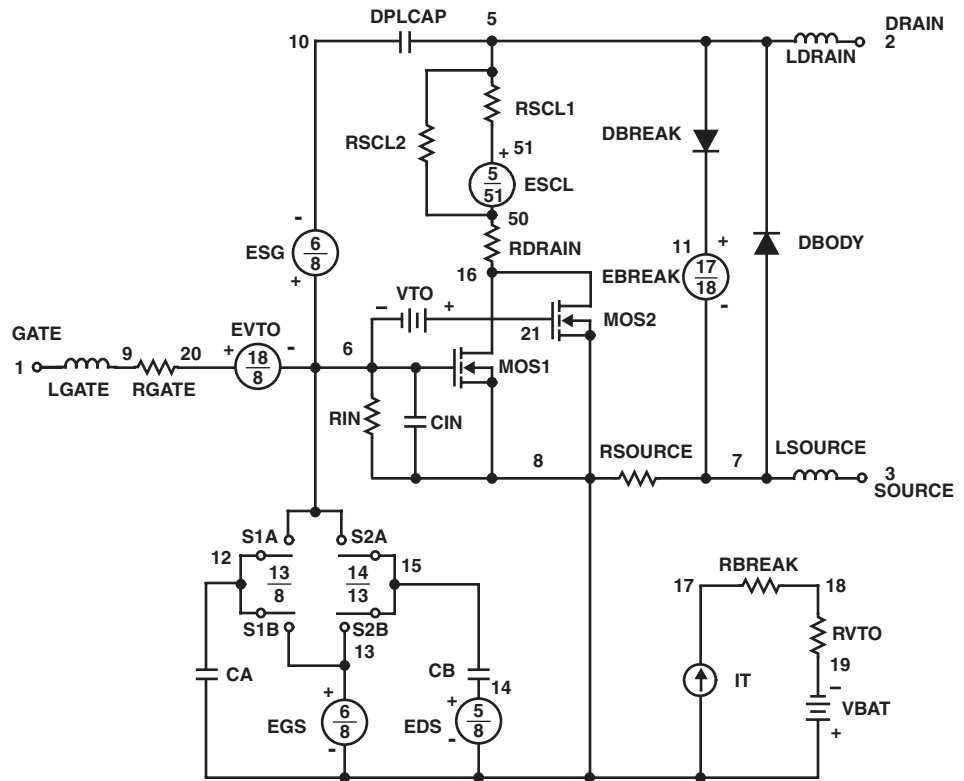 DPLCAP 5 DRAIN
10 2
LDRAIN
RSCL1
DBREAK
RSCL2 + 51
5
51
ESCL
50
-
RDRAIN
DBODY
ESG 6
8
11 +
+
16
EBREAK 17
18
-
VTO
- +
MOS2
21
GATE
EVTO
9 20 + 18
8
- 6
MOS1
1
LGATE RGATE
RIN CIN
RSOURCE LSOURCE
8 7 3
SOURCE
S1A S2A
12 13
8
14
13
15
RBREAK
17 18
S1B S2B
13
RVTO
CA CB 19
14
IT - VBAT
+
+ +
EGS 6
8
EDS 5
8
- -